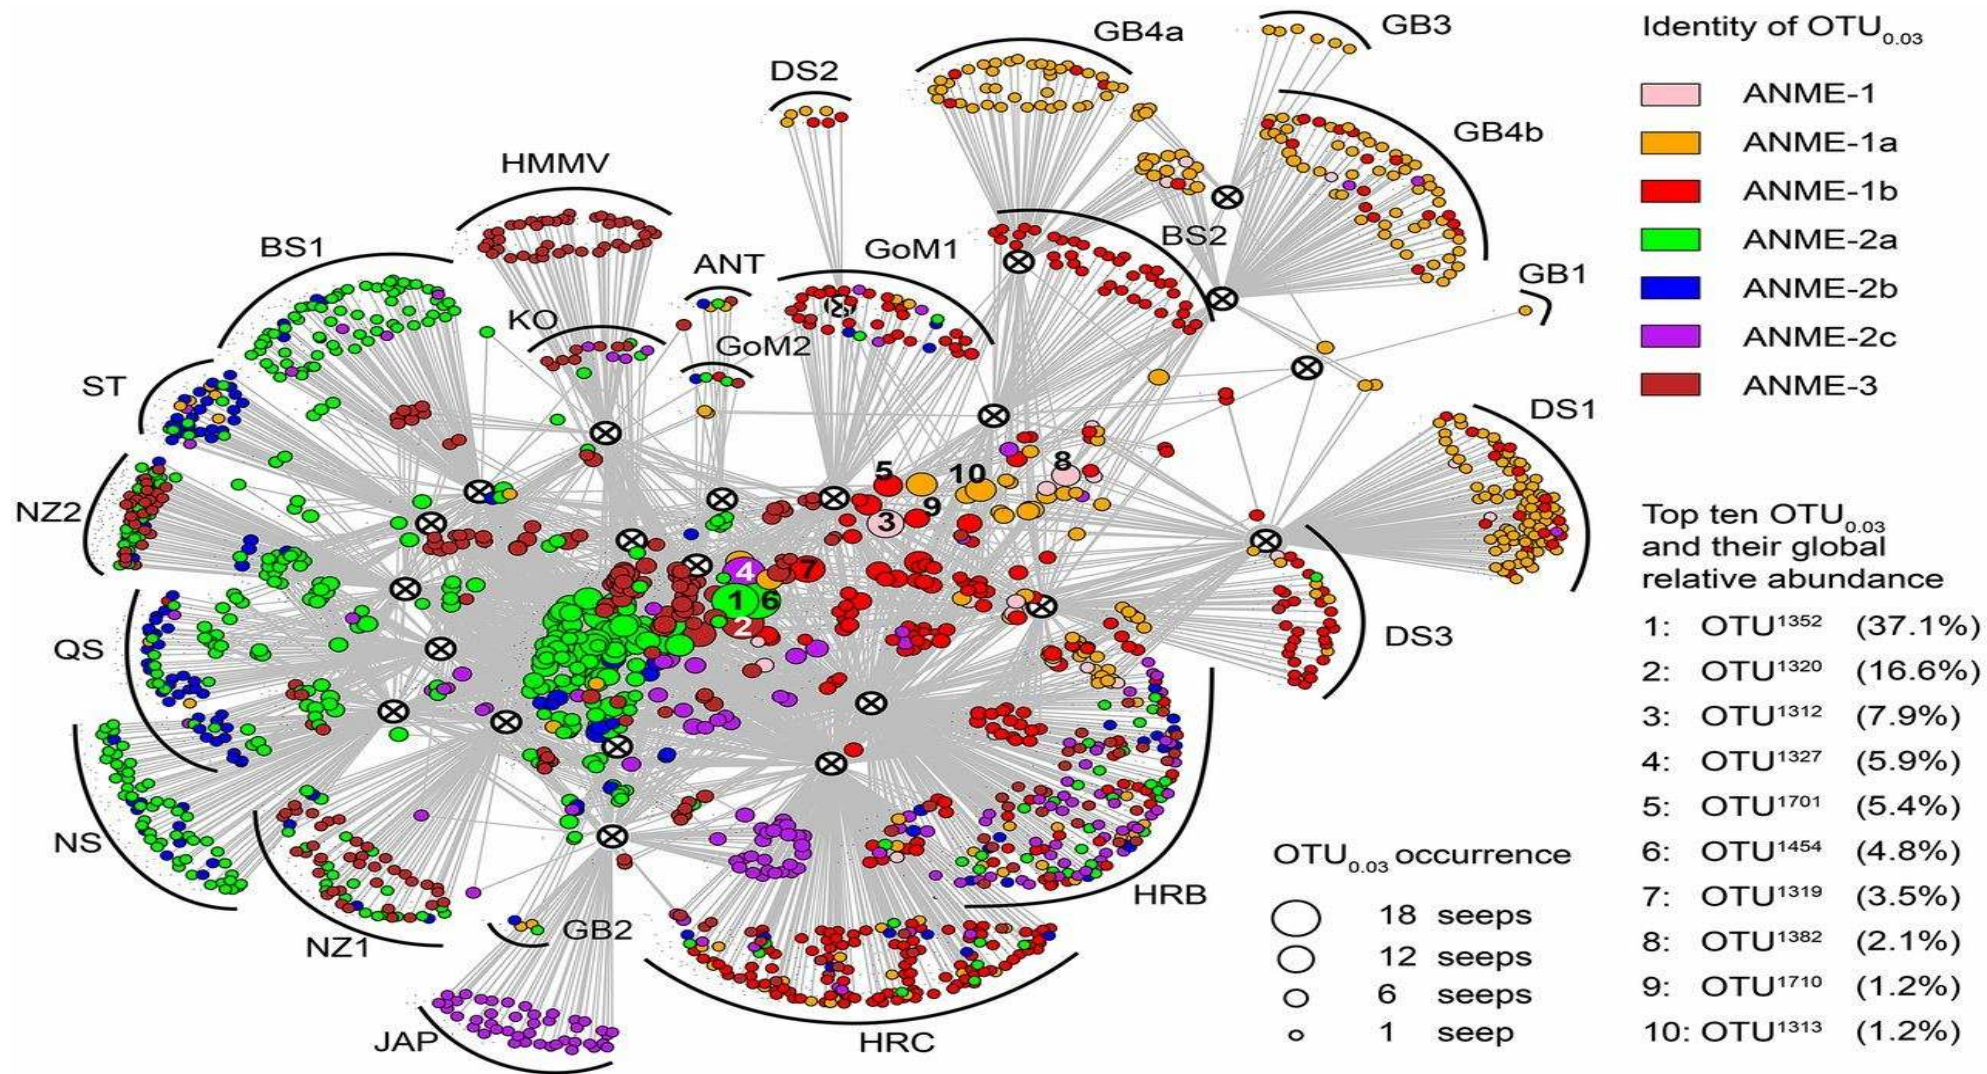 GB3
GB4a
DS2
GB4b
HMMV
BS1
ANT
GoM1
BS2
GB1
KO
GoM2
ST
DS1
NZ2
5
10
8
3
9
4
7
1
6
2
QS
DS3
NS
HRB
NZ1
GB2
JAP
HRC
Identity of OTU0.03
ANME-1
ANME-1a
ANME-1b
ANME-2a
ANME-2b
ANME-2c
ANME-3
Top ten OTU0.03
and their global
relative abundance
1: OTU1352 (37.1%)
2: OTU1320 (16.6%)
3: OTU1312 (7.9%)
4: OTU1327 (5.9%)
5: OTU1701 (5.4%)
6: OTU1454 (4.8%)
7: OTU1319 (3.5%)
8: OTU1382 (2.1%)
9: OTU1710 (1.2%)
10: OTU1313 (1.2%)
OTU0.03 occurrence
18 seeps
12 seeps
6 seeps
1 seep